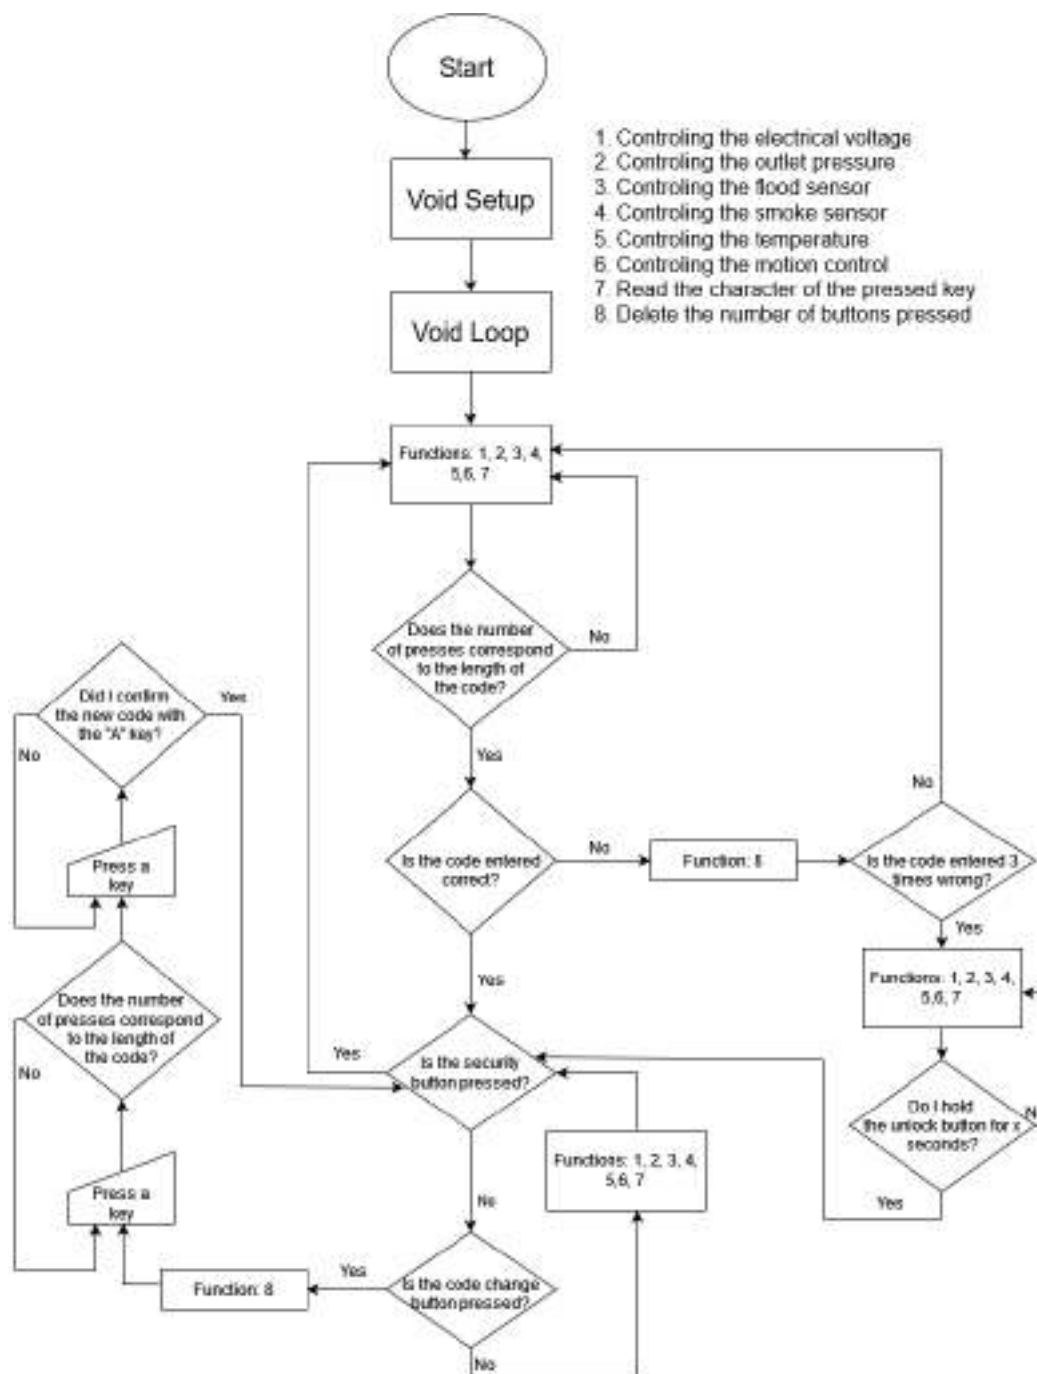 Start
1. Controling the electrical voltage
2. Controling the outlet pressure
3. Controling the flood sensor
4. Controling the smoke sensor
5. Controling the temperature
6. Controling the motion control
7. Read the character of the pressed key
8. Delete the number of buttons pressed
Void Setup
Void Loop
Functions: 1, 2, 3, 4,
5,6, 7
Does the number
of presses correspond
to the length of
the code?
No
Yes
Did I confirm
the new code with
the "A" key?
Yes
No
Press a
key
Is the code entered
correct?
No
Function: 8
Is the code entered 3
times wrong?
No
Yes
Yes
Functions: 1, 2, 3, 4,
5,6, 7
Does the number
of presses correspond
to the length of
the code?
No
Is the security
button pressed?
Yes
Do I hold
the unlock button for x
seconds?
Yes
Functions: 1, 2, 3, 4,
5,6, 7
Press a
key
No
Is the code change
button pressed?
Yes
Function: 8
No